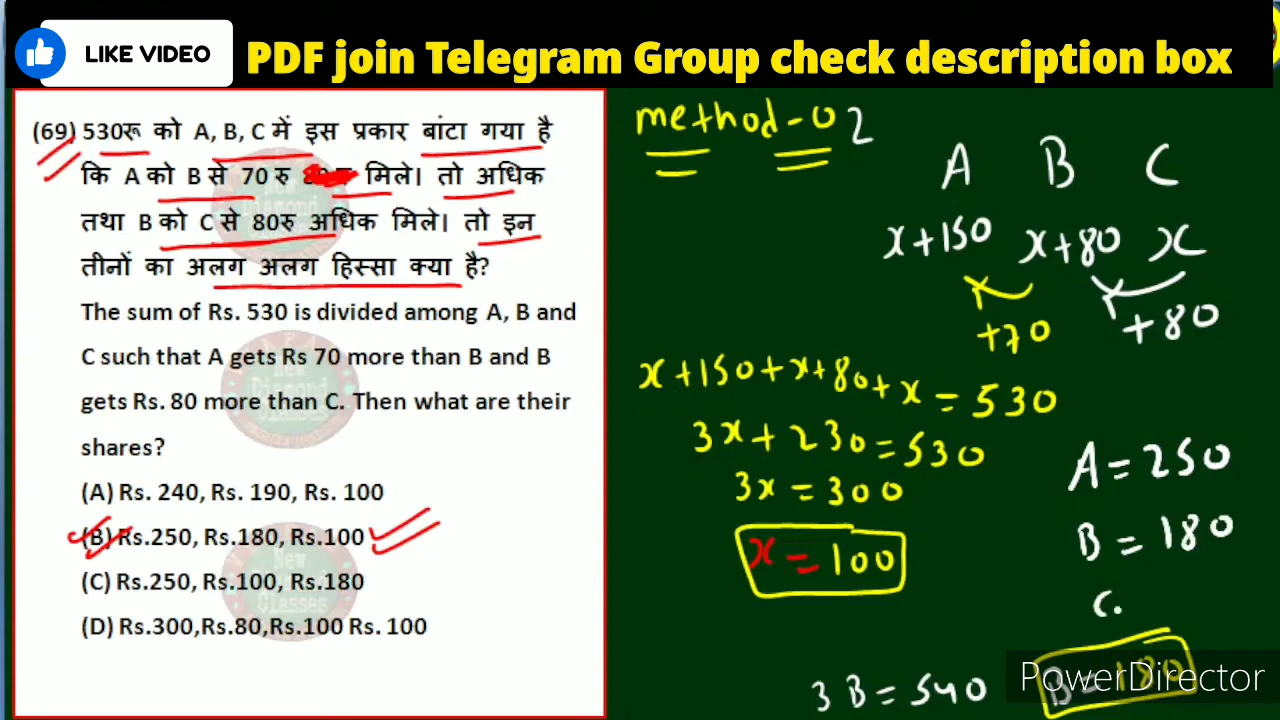 LIKE VIDEO
PDF join Telegram Group check description box
(69) 530रू को A, B, C में इस प्रकार बांटा गया है
कि A को B से 70 रु मिले। तो अधिक
तथा B को C से 80रु अधिक मिले। तो इन
तीनों का अलग अलग हिस्सा क्या है?
The sum of Rs. 530 is divided among A, B and
C such that A gets Rs 70 more than B and B
gets Rs. 80 more than C. Then what are their
shares?
(A) Rs. 240, Rs. 190, Rs. 100
(B) Rs.250, Rs.180, Rs.100
(C) Rs.250, Rs.100, Rs.180
(D) Rs.300,Rs.80,Rs.100 Rs. 100
New
Diamond
Classes
method-02
A B C
x+150 x+80 x
+70 +80
x+150+x+80+x=530
3x+230=530
3x=300
x=100
A=250
B=180
C.
3B=540 B=180
PowerDirector